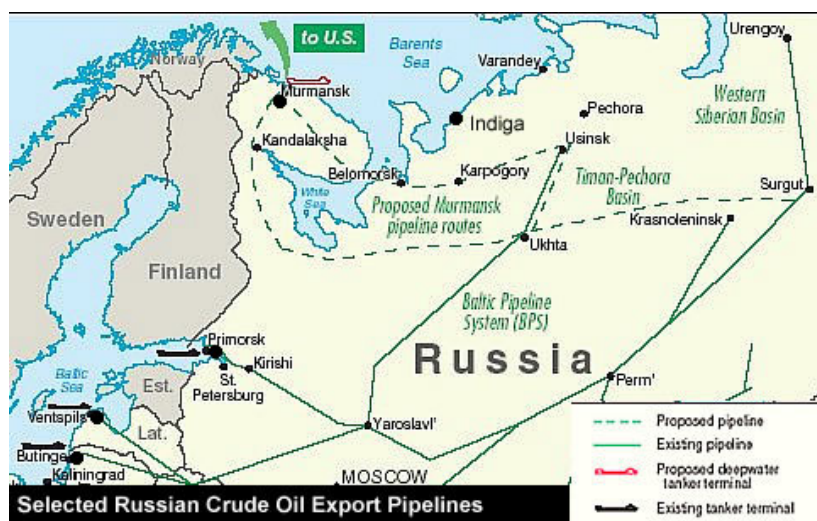 Urengoy
to U.S.
Barents
Sea
Norway
Varandey
Murmansk
Western
Siberian Basin
Pechora
Indiga
Kandalaksha
Usinsk
Belomorsk
Karpogory
Timan-Pechora
Basin
White
Sea
Surgut
Proposed Murmansk
pipeline routes
Krasnoleninsk
Sweden
Ukhta
Finland
Baltic Pipeline
System (BPS)
Primorsk
Russia
Kirishi
St.
Petersburg
Baltic
Sea
Est.
Perm'
Ventspils
Lat.
Yaroslavl'
Butinge
Kaliningrad
MOSCOW
Proposed pipeline
Existing pipeline
Proposed deepwater
tanker terminal
Existing tanker terminal
Selected Russian Crude Oil Export Pipelines